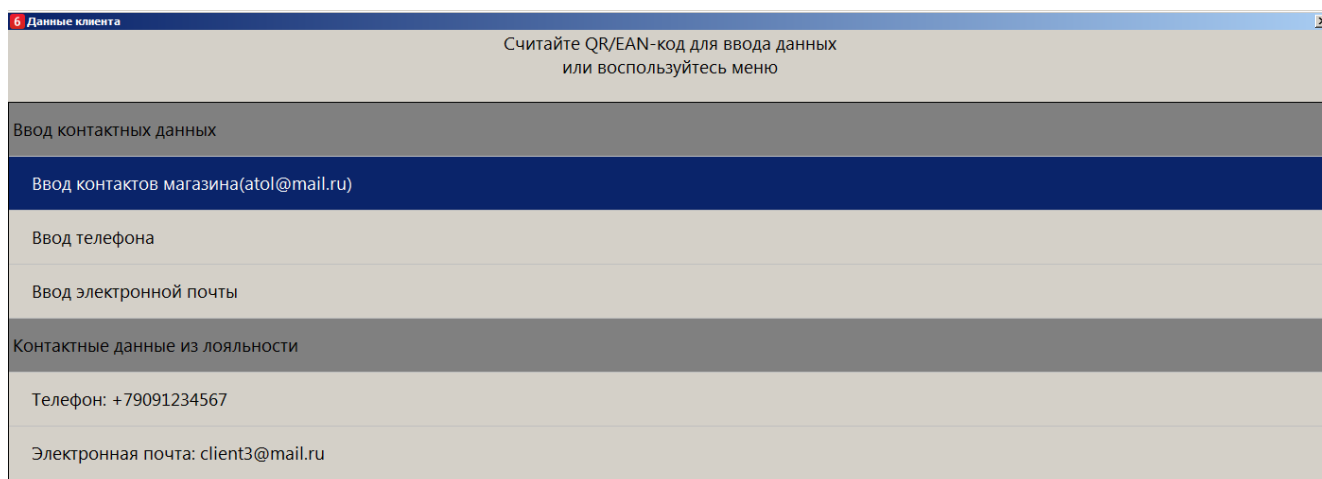 6 Данные клиента
Считайте QR/EAN-код для ввода данных
или воспользуйтесь меню
Ввод контактных данных
Ввод контактов магазина(atol@mail.ru)
Ввод телефона
Ввод электронной почты
Контактные данные из лояльности
Телефон: +79091234567
Электронная почта: client3@mail.ru